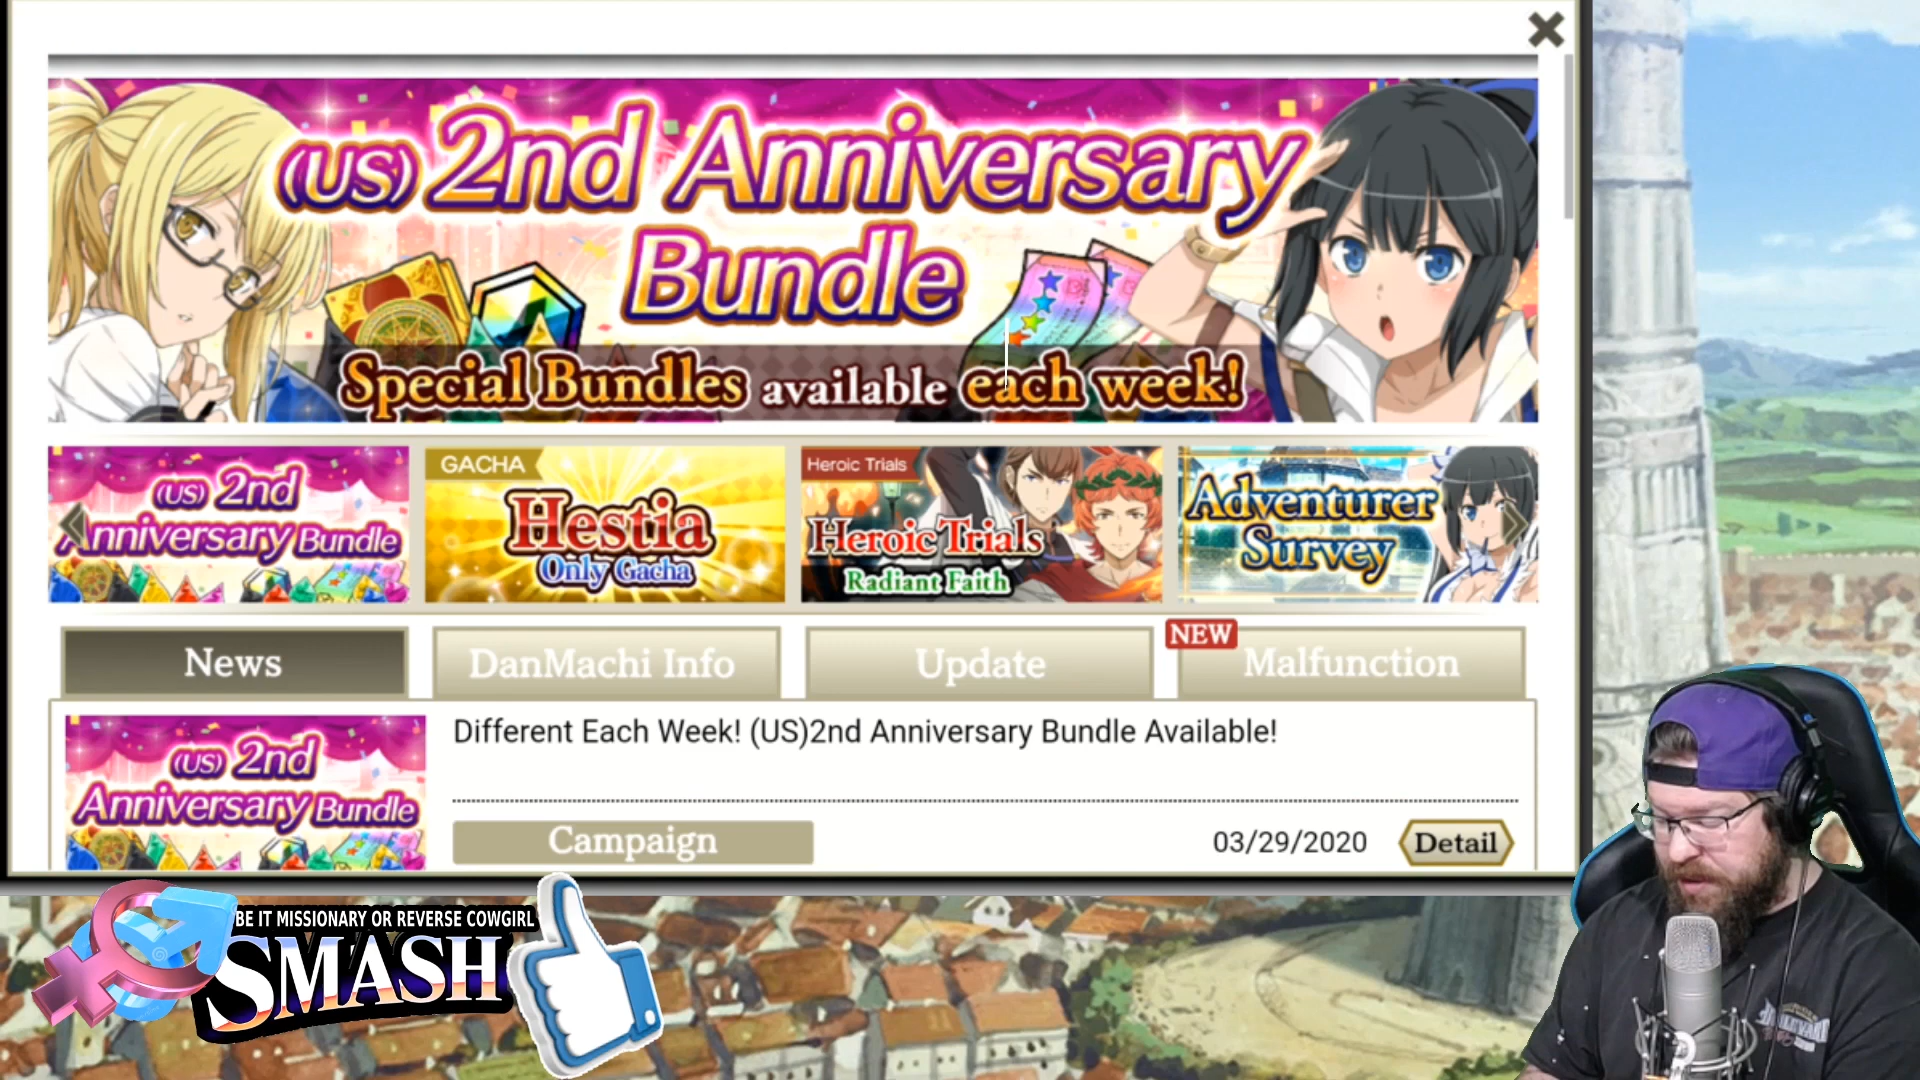 (US) 2nd Anniversary
Bundle
Special Bundles available each week!
(US) 2nd
Anniversary Bundle
GACHA
Hestia
Only Gacha
Heroic Trials
Heroic Trials
Radiant Faith
Adventurer
Survey
News
DanMachi Info
Update
NEW
Malfunction
(US) 2nd
Anniversary Bundle
Different Each Week! (US)2nd Anniversary Bundle Available!
Campaign
03/29/2020
Detail
BE IT MISSIONARY OR REVERSE COWGIRL
SMASH